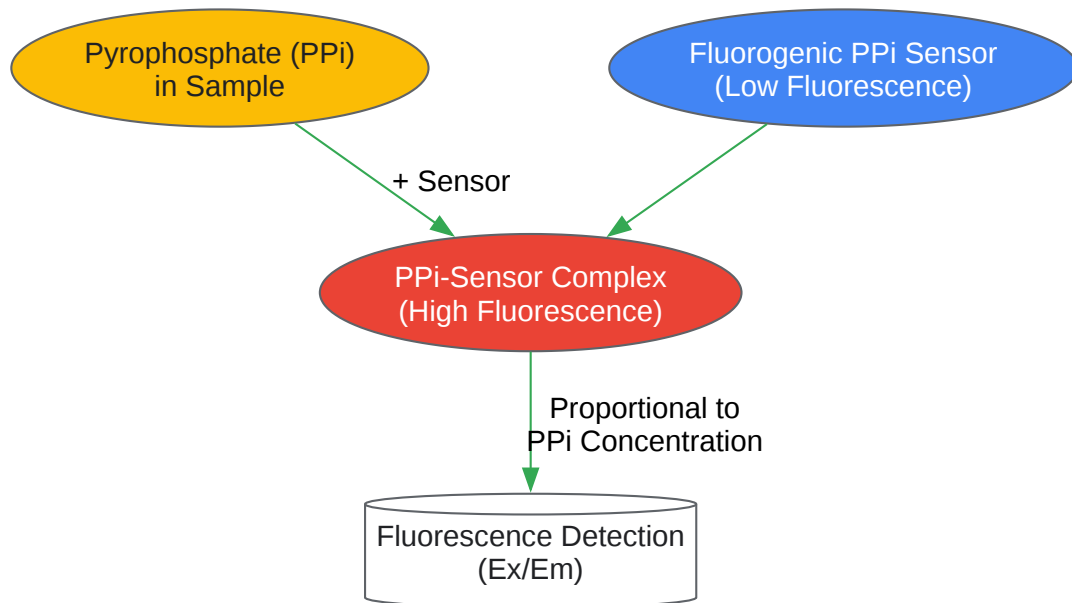 Pyrophosphate (PPi)
in Sample
Fluorogenic PPi Sensor
(Low Fluorescence)
+ Sensor
PPi-Sensor Complex
(High Fluorescence)
Proportional to
PPi Concentration
Fluorescence Detection
(Ex/Em)